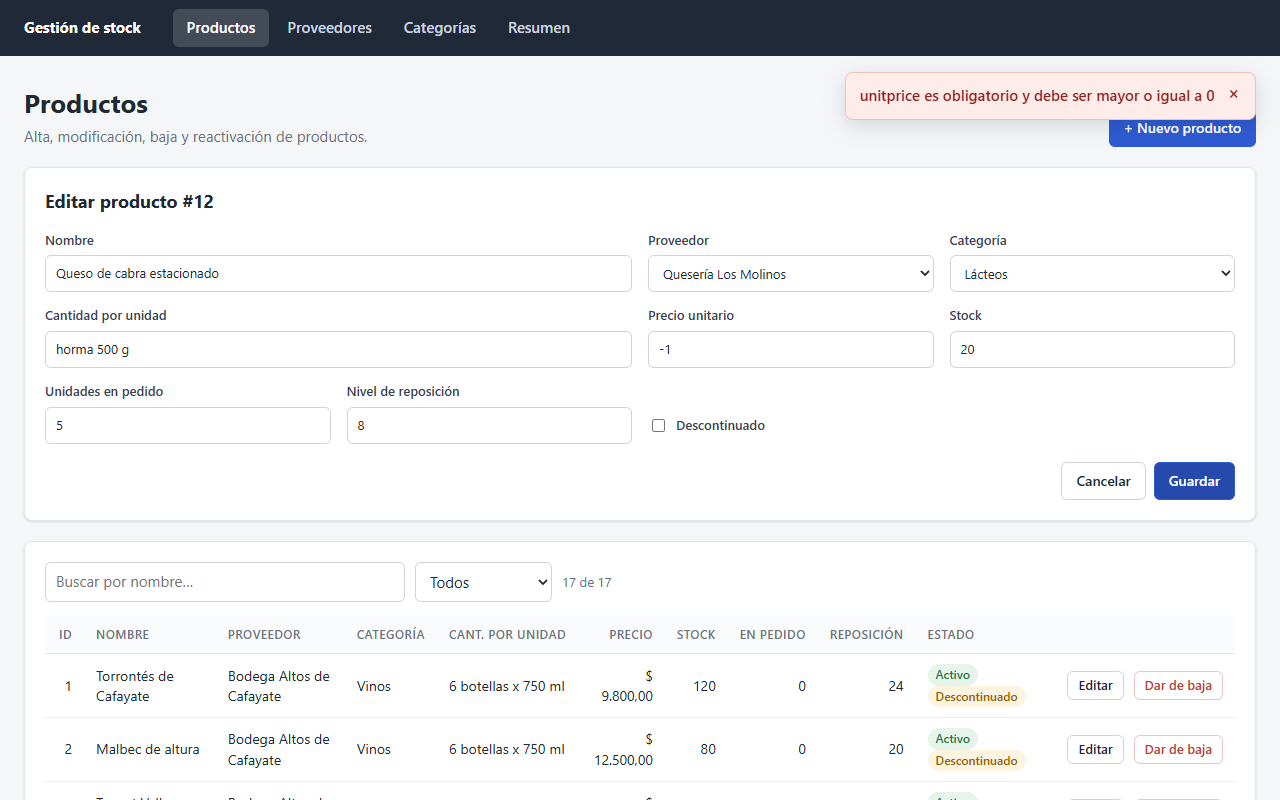 Gestión de stock Productos Proveedores Categorías Resumen
unitprice es obligatorio y debe ser mayor o igual a 0 ×
Productos
Alta, modificación, baja y reactivación de productos.
+ Nuevo producto
Editar producto #12
Nombre Proveedor Categoría
Queso de cabra estacionado Quesería Los Molinos Lácteos
Cantidad por unidad Precio unitario Stock
horma 500 g -1 20
Unidades en pedido Nivel de reposición
5 8 Descontinuado
Cancelar Guardar
Buscar por nombre... Todos 17 de 17
ID NOMBRE PROVEEDOR CATEGORÍA CANT. POR UNIDAD PRECIO STOCK EN PEDIDO REPOSICIÓN ESTADO
1 Torrontés de Cafayate Bodega Altos de Cafayate Vinos 6 botellas x 750 ml $ 9.800,00 120 0 24 Activo Descontinuado Editar Dar de baja
2 Malbec de altura Bodega Altos de Cafayate Vinos 6 botellas x 750 ml $ 12.500,00 80 0 20 Activo Descontinuado Editar Dar de baja